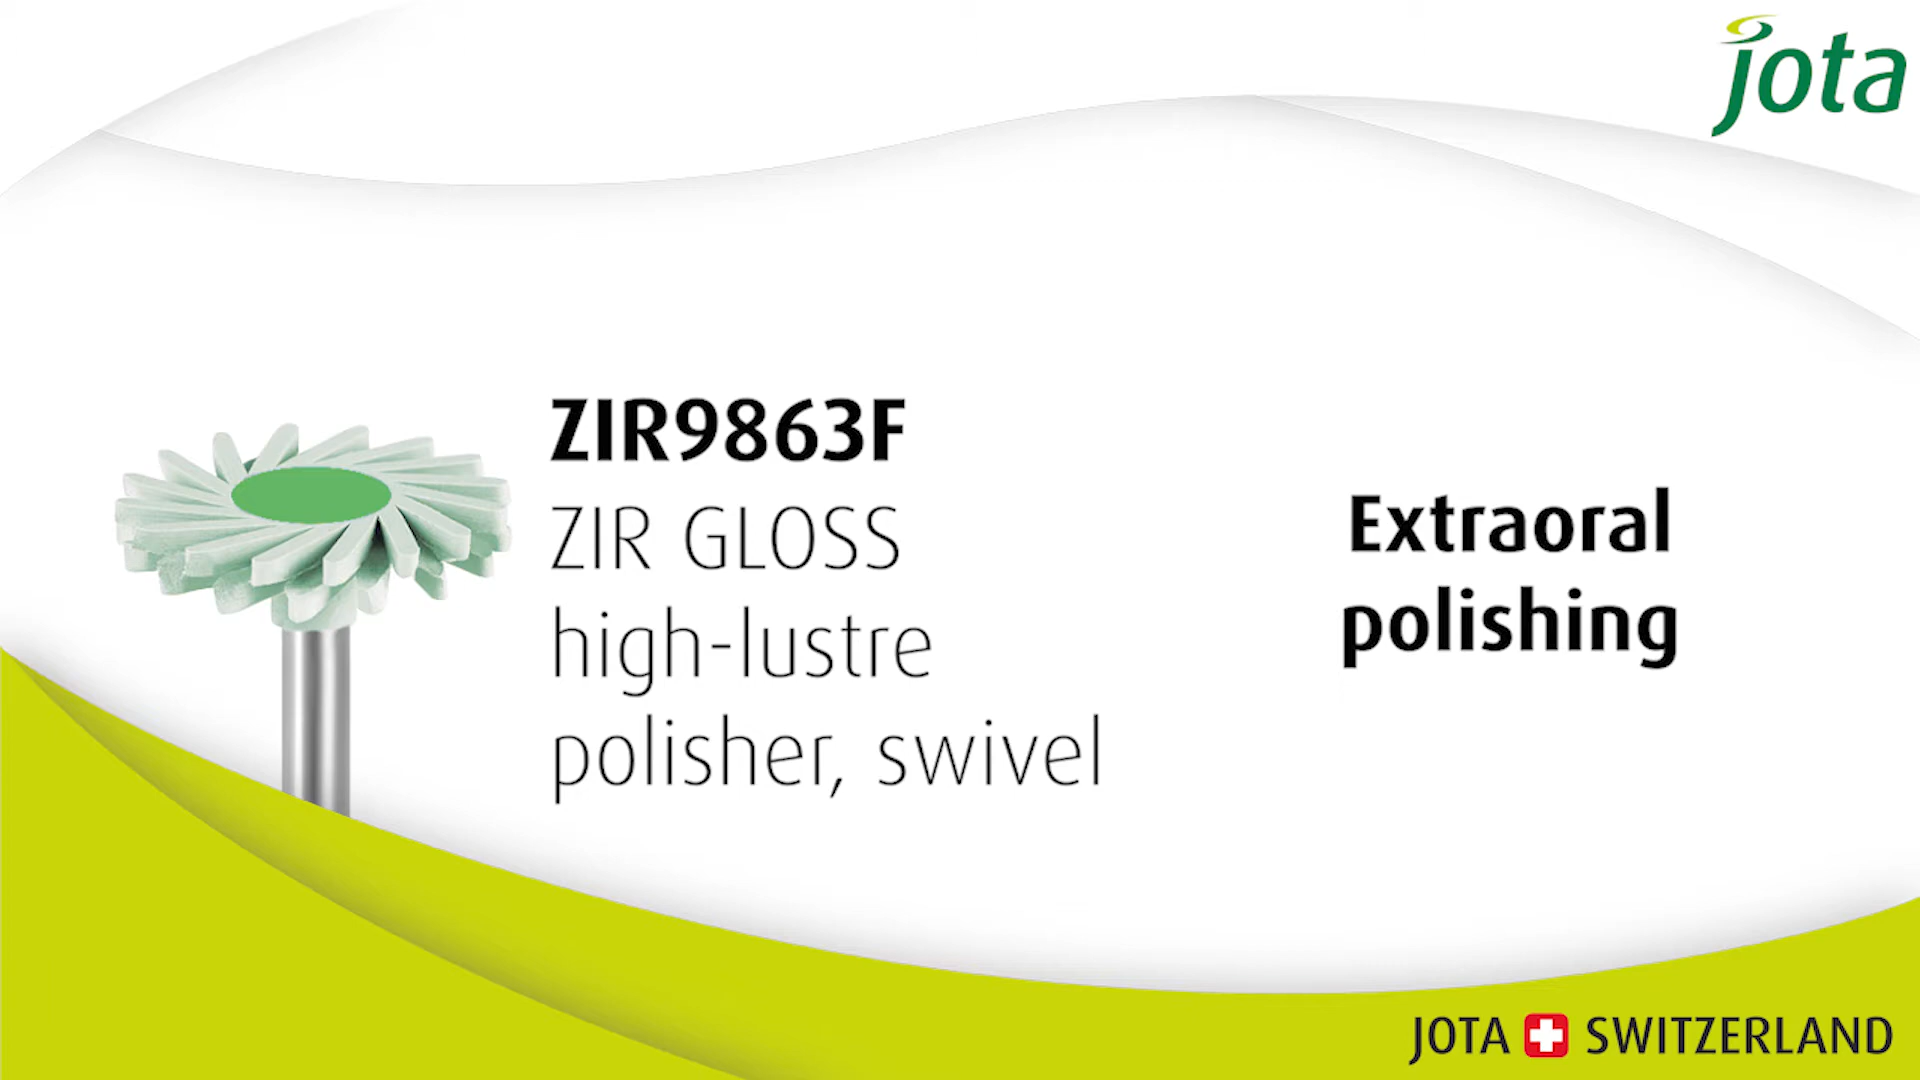 jota
ZIR9863F
ZIR GLOSS
high-lustre
polisher, swivel
Extraoral
polishing
JOTA SWITZERLAND